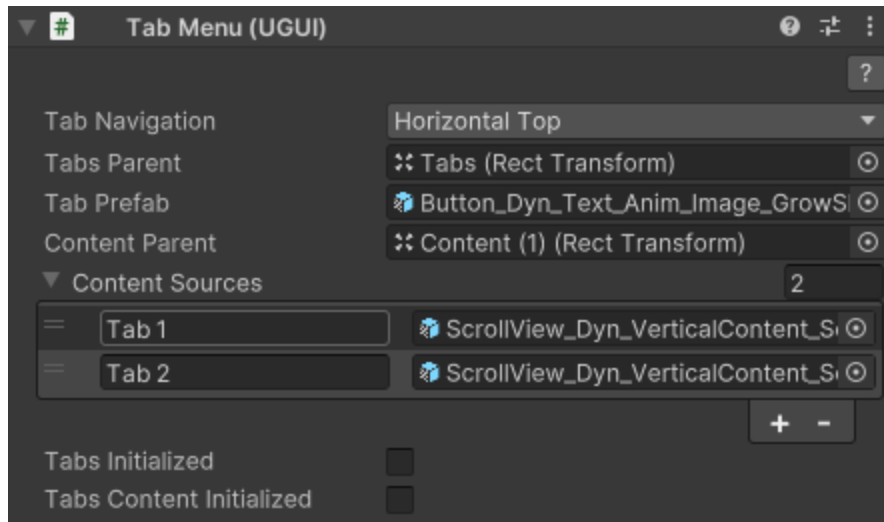 # Tab Menu (UGUI) ?
?
Tab Navigation Horizontal Top
Tabs Parent Tabs (Rect Transform)
Tab Prefab Button_Dyn_Text_Anim_Image_GrowS
Content Parent Content (1) (Rect Transform)
Content Sources 2
Tab 1 ScrollView_Dyn_VerticalContent_S
Tab 2 ScrollView_Dyn_VerticalContent_S
+ -
Tabs Initialized
Tabs Content Initialized